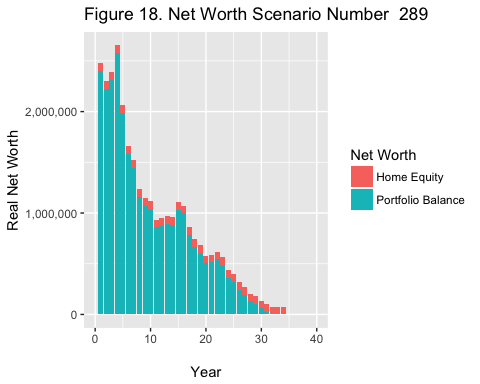 Figure 18. Net Worth Scenario Number  289
Real Net Worth
2,000,000
1,000,000
0
0 10 20 30 40
Year
Net Worth
Home Equity
Portfolio Balance